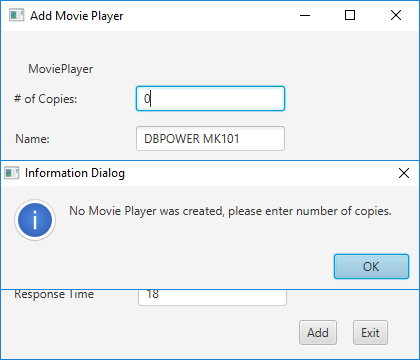 Add Movie Player
MoviePlayer
# of Copies: 0
Name: DBPOWER MK101
Information Dialog
No Movie Player was created, please enter number of copies.
OK
Response Time 18
Add Exit